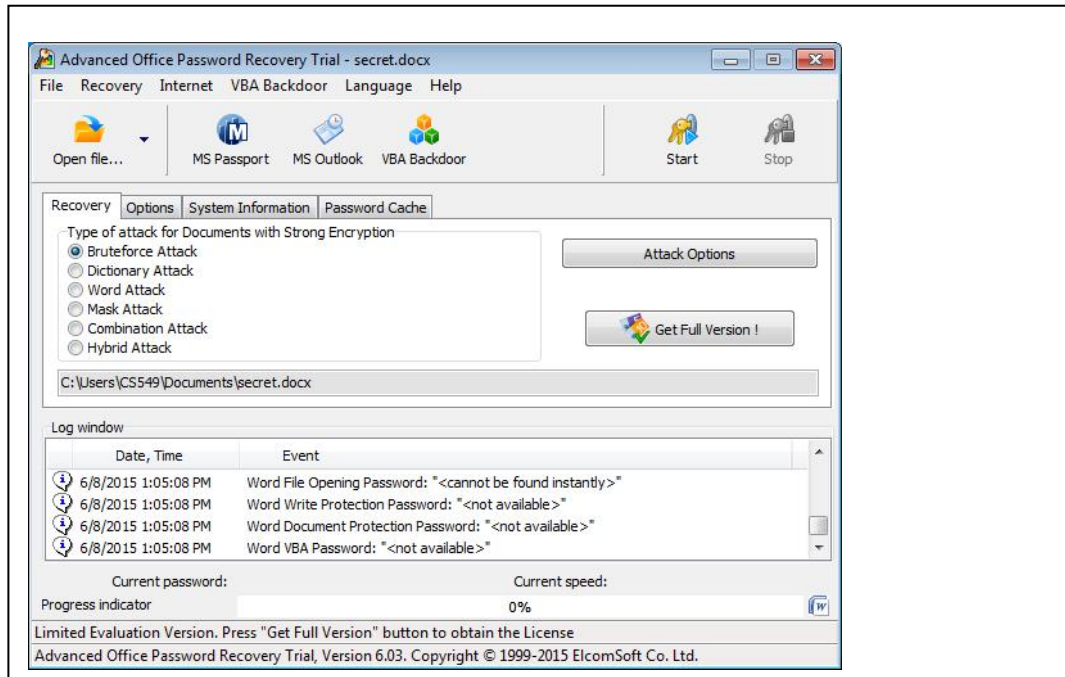 Advanced Office Password Recovery Trial - secret.docx
File Recovery Internet VBA Backdoor Language Help
Open file... MS Passport MS Outlook VBA Backdoor Start Stop
Recovery Options System Information Password Cache
Type of attack for Documents with Strong Encryption
Bruteforce Attack
Attack Options
Dictionary Attack
Word Attack
Mask Attack
Combination Attack
Get Full Version !
Hybrid Attack
C:\Users\CS549\Documents\secret.docx
Log window
Date, Time Event
6/8/2015 1:05:08 PM Word File Opening Password: "<cannot be found instantly>"
6/8/2015 1:05:08 PM Word Write Protection Password: "<not available>"
6/8/2015 1:05:08 PM Word Document Protection Password: "<not available>"
6/8/2015 1:05:08 PM Word VBA Password: "<not available>"
Current password: Current speed:
Progress indicator 0%
Limited Evaluation Version. Press "Get Full Version" button to obtain the License
Advanced Office Password Recovery Trial, Version 6.03. Copyright © 1999-2015 ElcomSoft Co. Ltd.